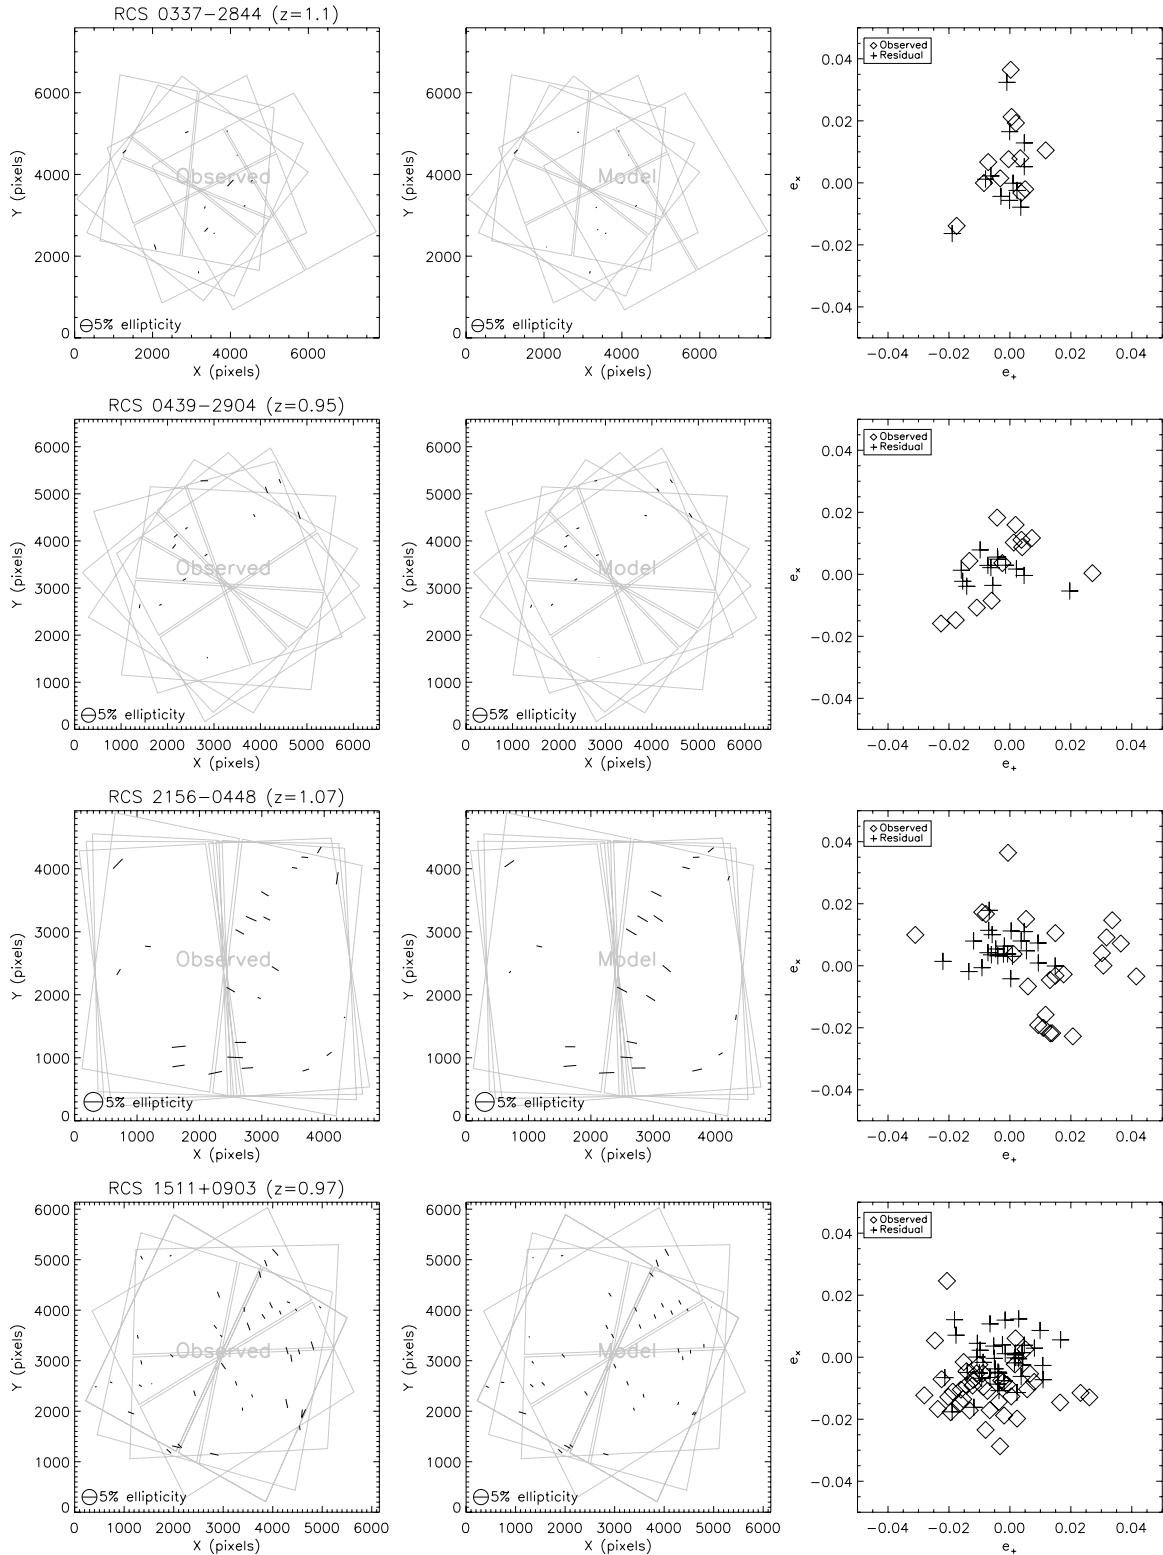 RCS 0337−2844 (z=1.1)
Y (pixels)
6000
4000
2000
0
Observed
5% ellipticity
0 2000 4000 6000
X (pixels)
Y (pixels)
6000
4000
2000
0
Model
5% ellipticity
0 2000 4000 6000
X (pixels)
Observed
Residual
eₓ
0.04
0.02
0.00
−0.02
−0.04
−0.04 −0.02 0.00 0.02 0.04
e₊
RCS 0439−2904 (z=0.95)
Y (pixels)
6000
5000
4000
3000
2000
1000
0
Observed
5% ellipticity
0 1000 2000 3000 4000 5000 6000
X (pixels)
Y (pixels)
6000
5000
4000
3000
2000
1000
0
Model
5% ellipticity
0 1000 2000 3000 4000 5000 6000
X (pixels)
Observed
Residual
eₓ
0.04
0.02
0.00
−0.02
−0.04
−0.04 −0.02 0.00 0.02 0.04
e₊
RCS 2156−0448 (z=1.07)
Y (pixels)
4000
3000
2000
1000
0
Observed
5% ellipticity
0 1000 2000 3000 4000
X (pixels)
Y (pixels)
4000
3000
2000
1000
0
Model
5% ellipticity
0 1000 2000 3000 4000
X (pixels)
Observed
Residual
eₓ
0.04
0.02
0.00
−0.02
−0.04
−0.04 −0.02 0.00 0.02 0.04
e₊
RCS 1511+0903 (z=0.97)
Y (pixels)
6000
5000
4000
3000
2000
1000
0
Observed
5% ellipticity
0 1000 2000 3000 4000 5000 6000
X (pixels)
Y (pixels)
6000
5000
4000
3000
2000
1000
0
Model
5% ellipticity
0 1000 2000 3000 4000 5000 6000
X (pixels)
Observed
Residual
eₓ
0.04
0.02
0.00
−0.02
−0.04
−0.04 −0.02 0.00 0.02 0.04
e₊